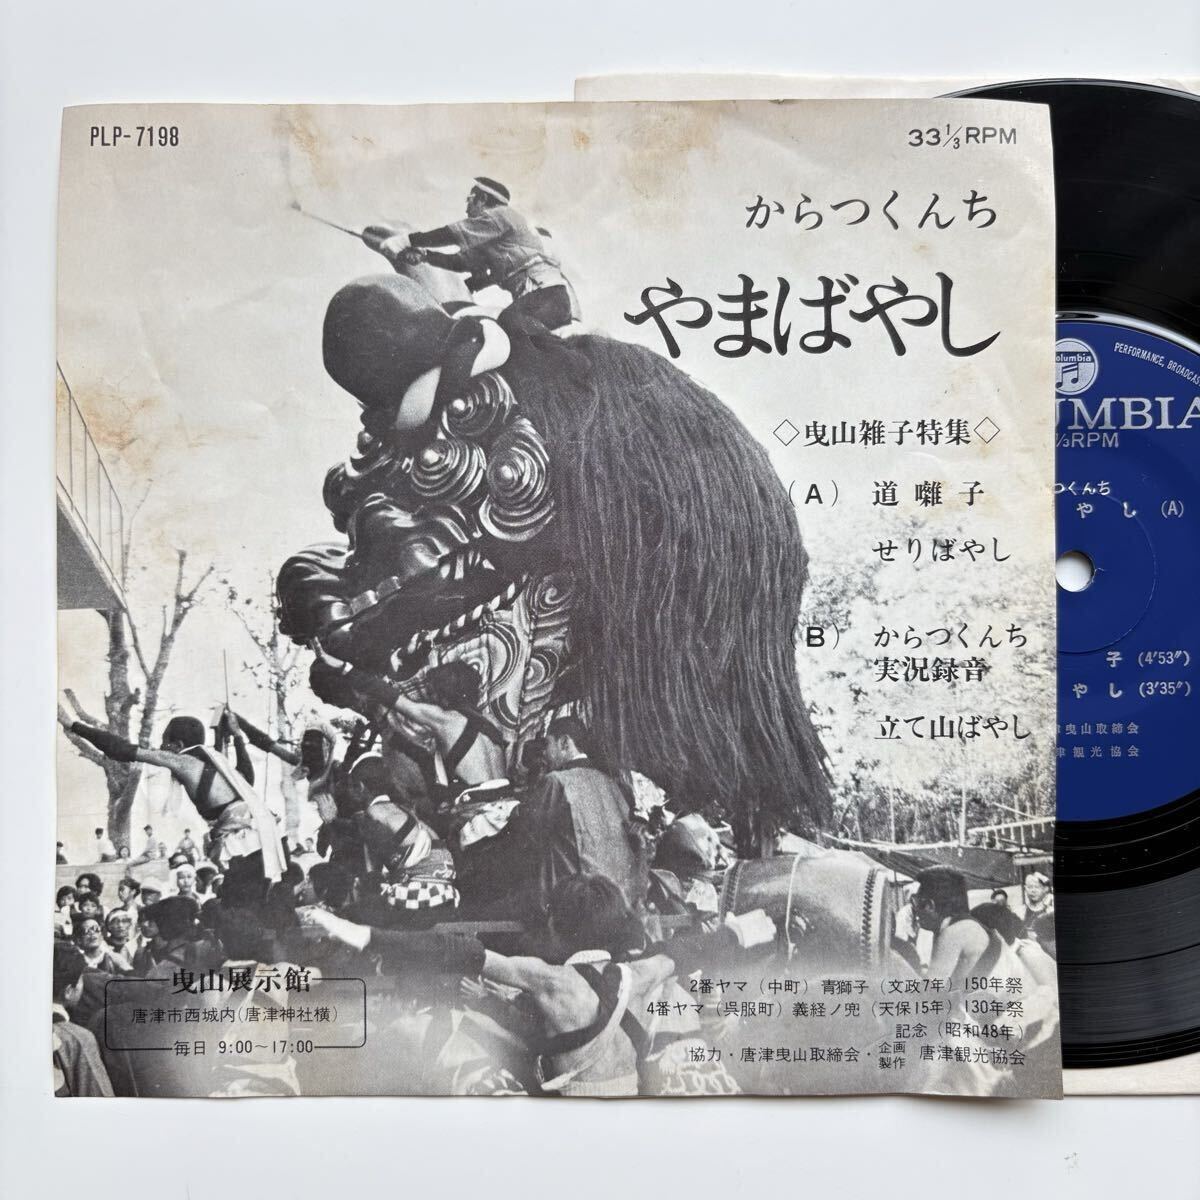 PLP-7198
33 1/3 RPM
からつくんち
やまばやし
◇曳山雑子特集◇
(A) 道囃子
せりばやし
(B) からつくんち
実況録音
立て山ばやし
曳山展示館
唐津市西城内(唐津神社横)
毎日 9:00〜17:00
2番ヤマ(中町)青獅子(文政7年)150年祭
4番ヤマ(呉服町)義経ノ兜(天保15年)130年祭
記念(昭和48年)
協力・唐津曳山取締会・企画製作 唐津観光協会
Columbia
PERFORMANCE, BROADCAS
UMBIA
RPM
つくんち
やし (A)
子 (4'53")
やし (3'35")
曳山取締会
津観光協会